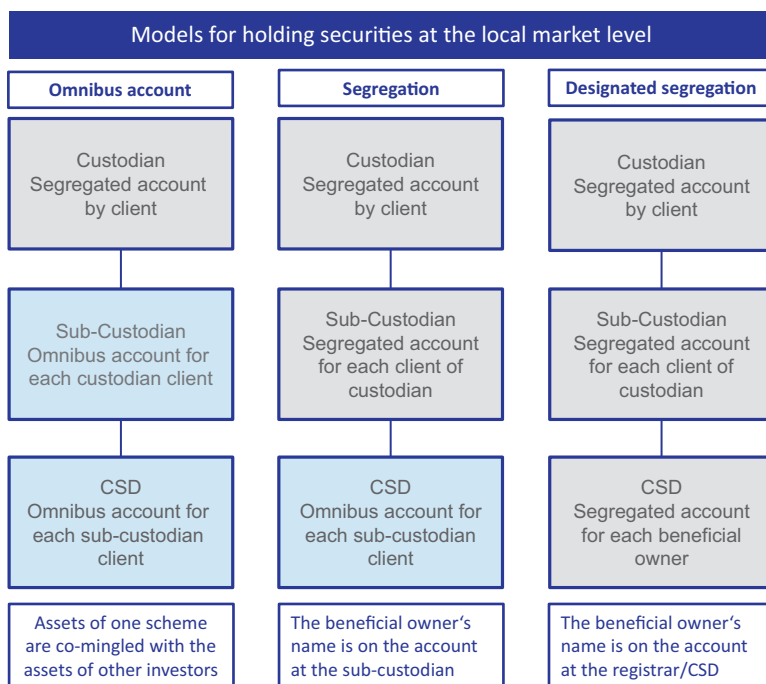 Models for holding securities at the local market level
Omnibus account
Custodian
Segregated account
by client
Sub-Custodian
Omnibus account for
each custodian client
CSD
Omnibus account for
each sub-custodian
client
Assets of one scheme
are co-mingled with the
assets of other investors
Segregation
Custodian
Segregated account
by client
Sub-Custodian
Segregated account
for each client of
custodian
CSD
Omnibus account for
each sub-custodian
client
The beneficial owner‘s
name is on the account
at the sub-custodian
Designated segregation
Custodian
Segregated account
by client
Sub-Custodian
Segregated account
for each client of
custodian
CSD
Segregated account
for each beneficial
owner
The beneficial owner‘s
name is on the account
at the registrar/CSD